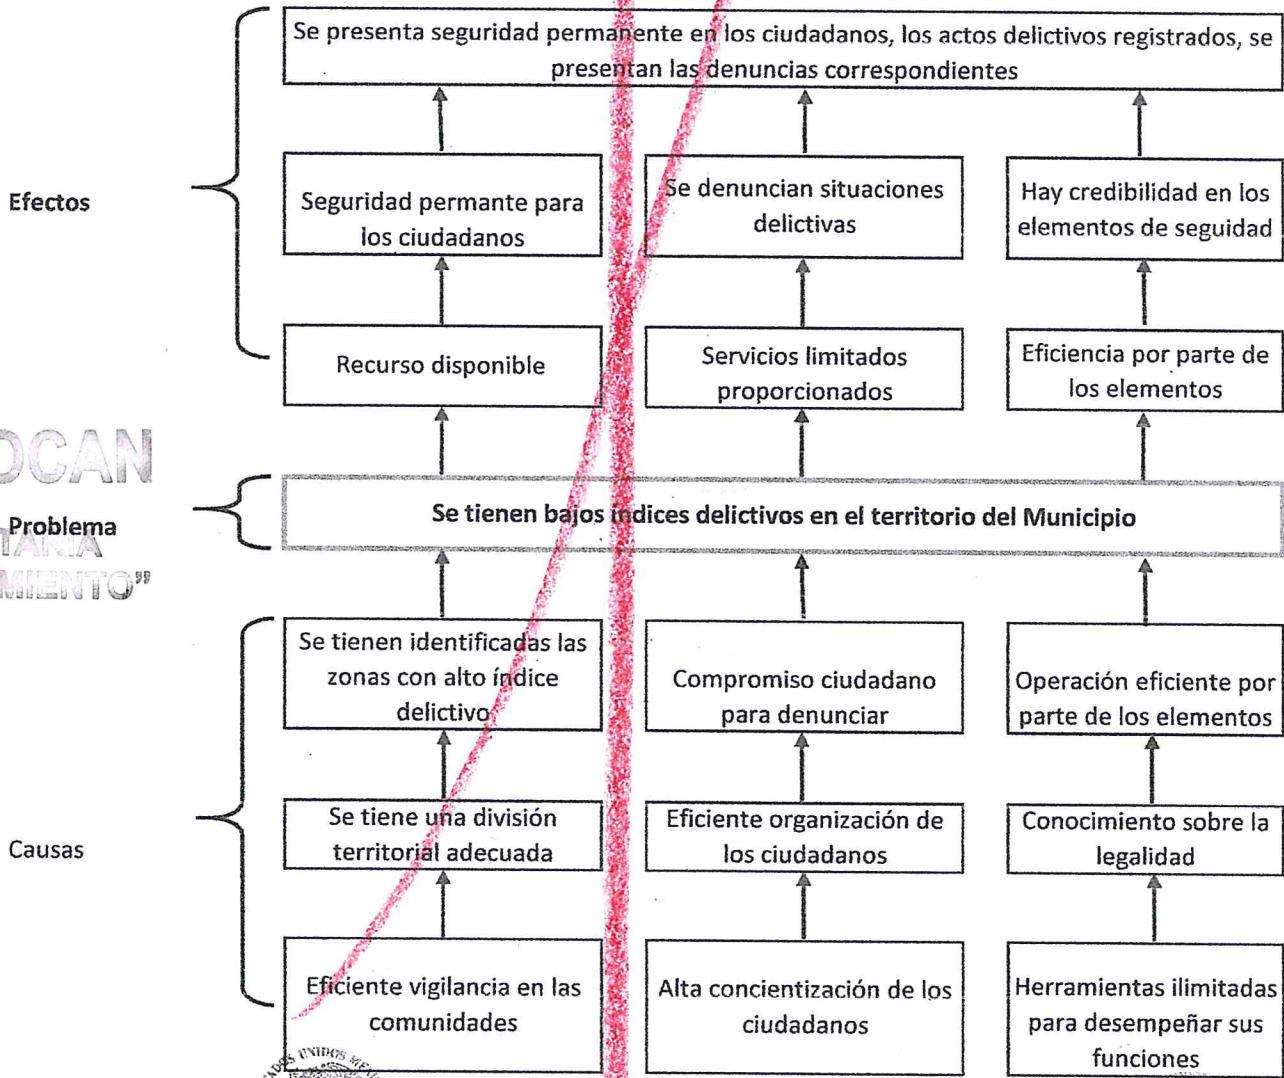 Se presenta seguridad permanente en los ciudadanos, los actos delictivos registrados, se
presentan las denuncias correspondientes
Efectos
Seguridad permante para
los ciudadanos
Se denuncian situaciones
delictivas
Hay credibilidad en los
elementos de seguidad
Recurso disponible
Servicios limitados
proporcionados
Eficiencia por parte de
los elementos
OCAN
Problema
TARIA
MIENTO"
Se tienen bajos índices delictivos en el territorio del Municipio
Causas
Se tienen identificadas las
zonas con alto índice
delictivo
Compromiso ciudadano
para denunciar
Operación eficiente por
parte de los elementos
Se tiene una división
territorial adecuada
Eficiente organización de
los ciudadanos
Conocimiento sobre la
legalidad
Eficiente vigilancia en las
comunidades
Alta concientización de los
ciudadanos
Herramientas ilimitadas
para desempeñar sus
funciones
UNIDOS